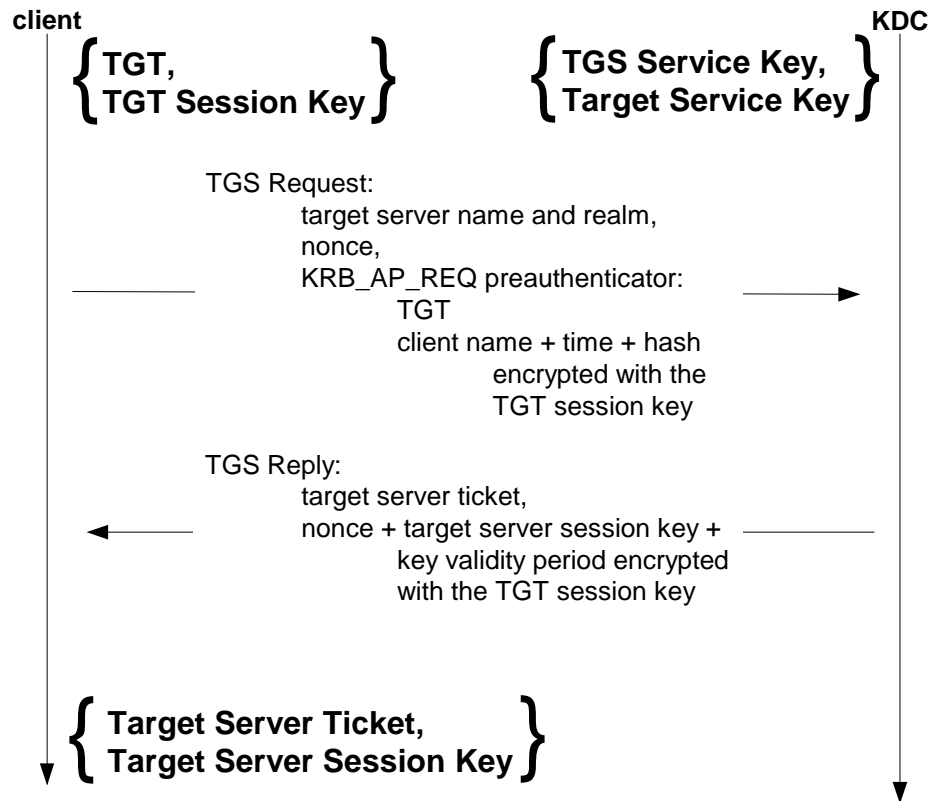 client
KDC
{ TGT,
TGT Session Key }
{ TGS Service Key,
Target Service Key }
TGS Request:
target server name and realm,
nonce,
KRB_AP_REQ preauthenticator:
TGT
client name + time + hash
encrypted with the
TGT session key
TGS Reply:
target server ticket,
nonce + target server session key +
key validity period encrypted
with the TGT session key
{ Target Server Ticket,
Target Server Session Key }